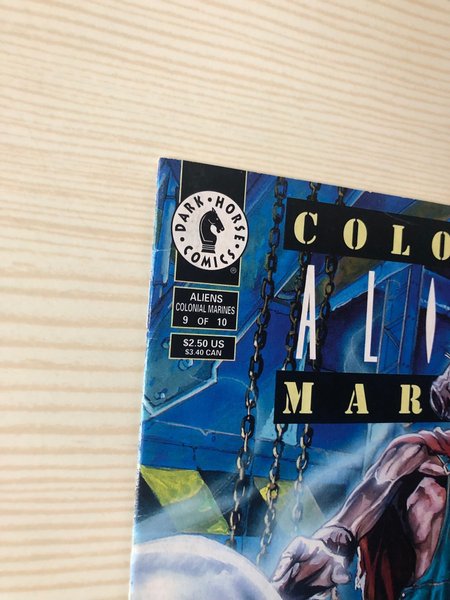 DARK • HORSE
• COMICS •
®
ALIENS
COLONIAL MARINES
9 OF 10
$2.50 US
$3.40 CAN
COLO
ALI
MAR